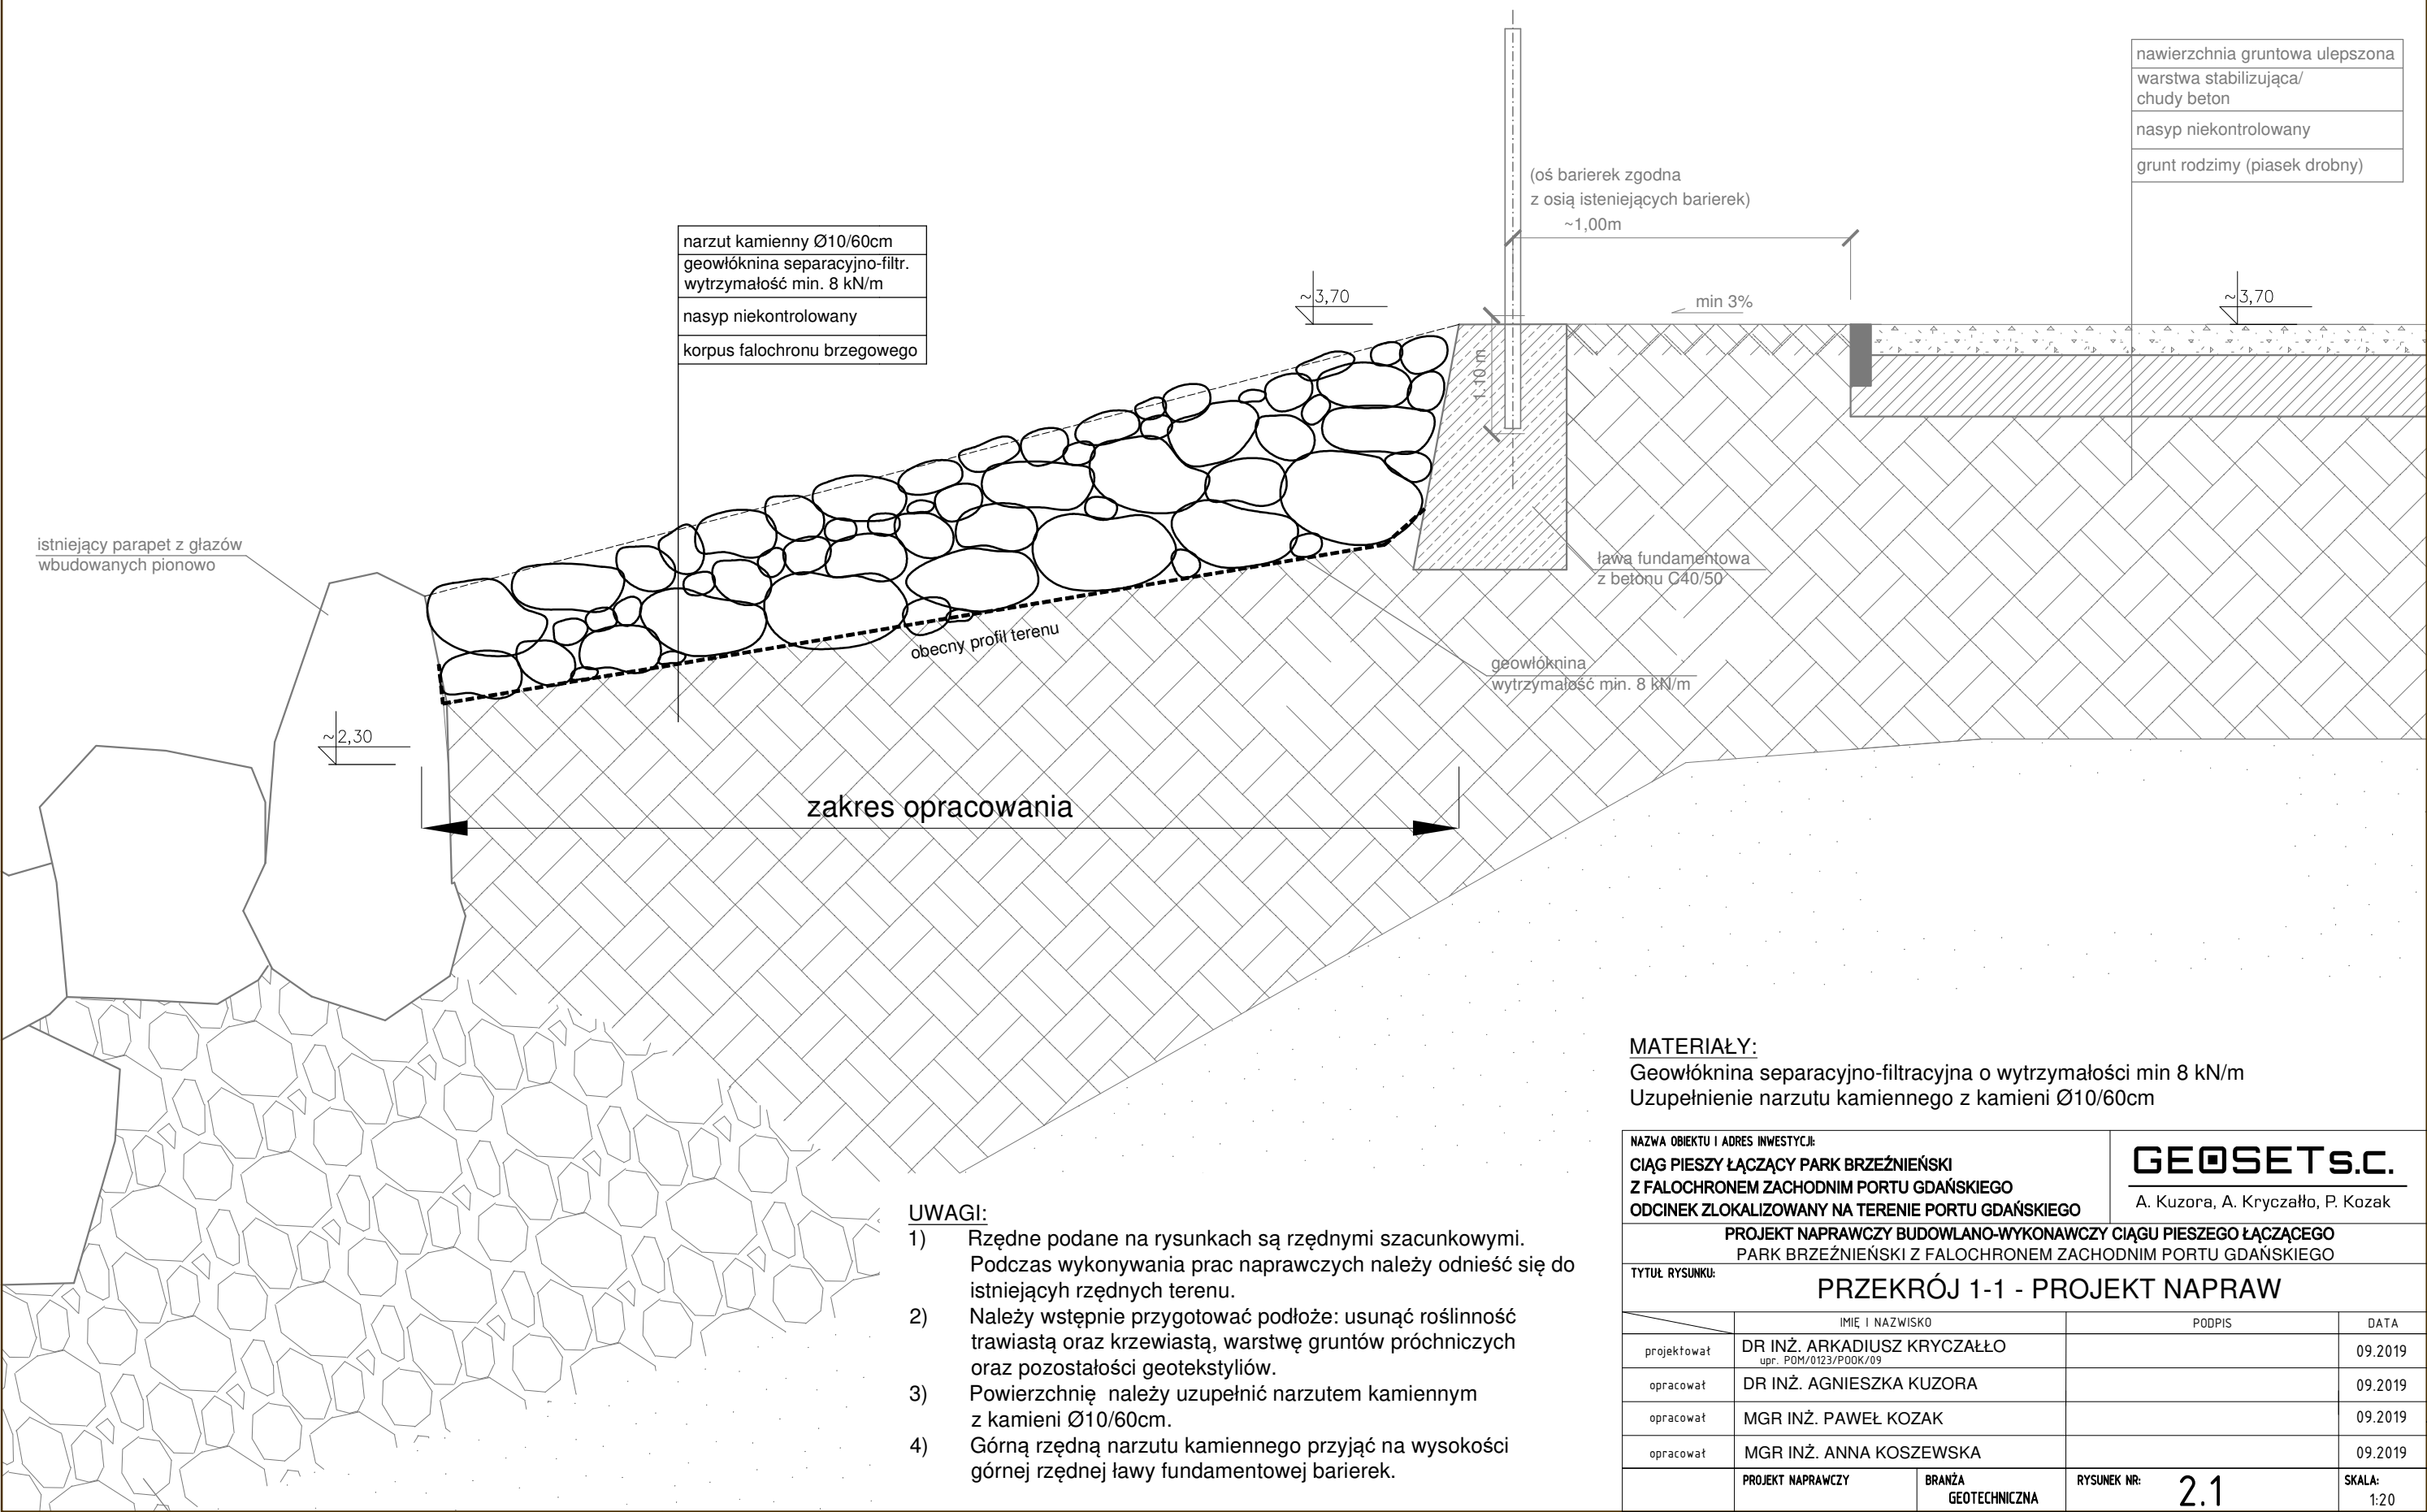 nawierzchnia gruntowa ulepszona
warstwa stabilizująca/
chudy beton
nasyp niekontrolowany
grunt rodzimy (piasek drobny)
(oś barierek zgodna
z osią isteniejących barierek)
~1,00m
narzut kamienny Ø10/60cm
geowłóknina separacyjno-filtr.
wytrzymałość min. 8 kN/m
nasyp niekontrolowany
korpus falochronu brzegowego
~3,70
min 3%
~3,70
1.10 m
istniejący parapet z głazów
wbudowanych pionowo
ława fundamentowa
z betonu C40/50
obecny profil terenu
geowłóknina
wytrzymałość min. 8 kN/m
~2,30
zakres opracowania
MATERIAŁY:
Geowłóknina separacyjno-filtracyjna o wytrzymałości min 8 kN/m
Uzupełnienie narzutu kamiennego z kamieni Ø10/60cm
UWAGI:
1) Rzędne podane na rysunkach są rzędnymi szacunkowymi.
Podczas wykonywania prac naprawczych należy odnieść się do
istniejącyh rzędnych terenu.
2) Należy wstępnie przygotować podłoże: usunąć roślinność
trawiastą oraz krzewiastą, warstwę gruntów próchniczych
oraz pozostałości geotekstyliów.
3) Powierzchnię należy uzupełnić narzutem kamiennym
z kamieni Ø10/60cm.
4) Górną rzędną narzutu kamiennego przyjąć na wysokości
górnej rzędnej ławy fundamentowej barierek.
NAZWA OBIEKTU I ADRES INWESTYCJI:
CIĄG PIESZY ŁĄCZĄCY PARK BRZEŹNIEŃSKI
Z FALOCHRONEM ZACHODNIM PORTU GDAŃSKIEGO
ODCINEK ZLOKALIZOWANY NA TERENIE PORTU GDAŃSKIEGO
GEOSET s.c.
A. Kuzora, A. Kryczałło, P. Kozak
PROJEKT NAPRAWCZY BUDOWLANO-WYKONAWCZY CIĄGU PIESZEGO ŁĄCZĄCEGO
PARK BRZEŹNIEŃSKI Z FALOCHRONEM ZACHODNIM PORTU GDAŃSKIEGO
TYTUŁ RYSUNKU:
PRZEKRÓJ 1-1 - PROJEKT NAPRAW
IMIĘ I NAZWISKO PODPIS DATA
projektował DR INŻ. ARKADIUSZ KRYCZAŁŁO 09.2019
upr. POM/0123/POOK/09
opracował DR INŻ. AGNIESZKA KUZORA 09.2019
opracował MGR INŻ. PAWEŁ KOZAK 09.2019
opracował MGR INŻ. ANNA KOSZEWSKA 09.2019
PROJEKT NAPRAWCZY BRANŻA RYSUNEK NR: 2.1 SKALA:
GEOTECHNICZNA 1:20